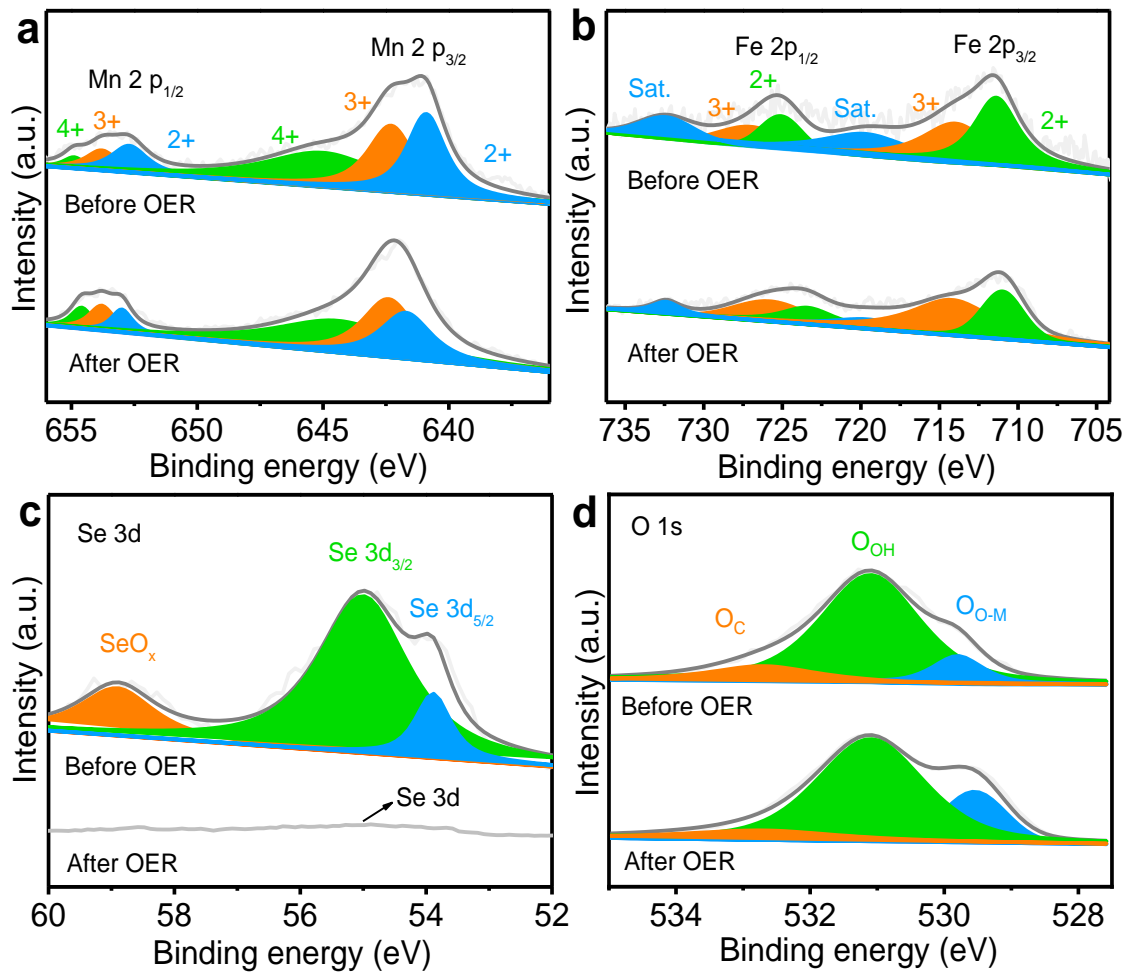 a
Mn 2 p3/2
Mn 2 p1/2
4+
3+
2+
4+
3+
2+
Before OER
After OER
Intensity (a.u.)
655 650 645 640
Binding energy (eV)
b
Fe 2p1/2
Fe 2p3/2
Sat.
3+
2+
Sat.
3+
2+
Before OER
After OER
Intensity (a.u.)
735 730 725 720 715 710 705
Binding energy (eV)
c
Se 3d
Se 3d3/2
Se 3d5/2
SeOx
Before OER
Se 3d
After OER
Intensity (a.u.)
60 58 56 54 52
Binding energy (eV)
d
O 1s
OOH
OC
OO-M
Before OER
After OER
Intensity (a.u.)
534 532 530 528
Binding energy (eV)